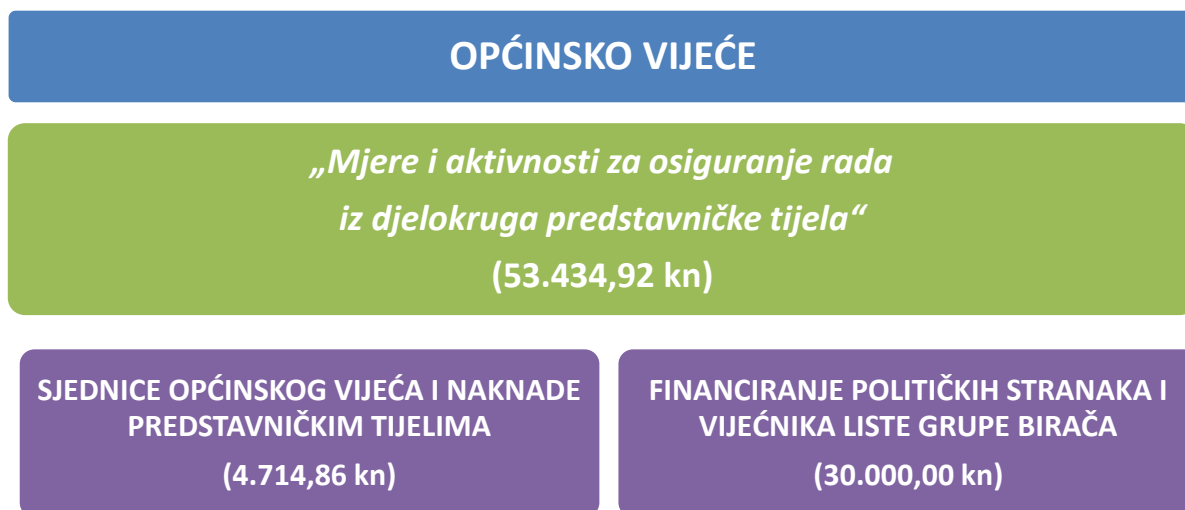 OPĆINSKO VIJEĆE
„Mjere i aktivnosti za osiguranje rada
iz djelokruga predstavničke tijela“
(53.434,92 kn)
SJEDNICE OPĆINSKOG VIJEĆA I NAKNADE
PREDSTAVNIČKIM TIJELIMA
(4.714,86 kn)
FINANCIRANJE POLITIČKIH STRANAKA I
VIJEĆNIKA LISTE GRUPE BIRAČA
(30.000,00 kn)